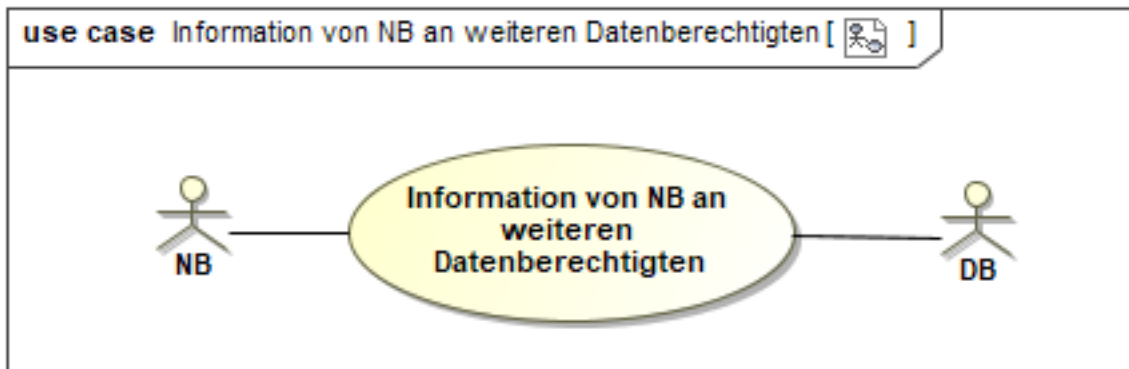 use case Information von NB an weiteren Datenberechtigten [ ]
Information von NB an
weiteren
Datenberechtigten
NB
DB